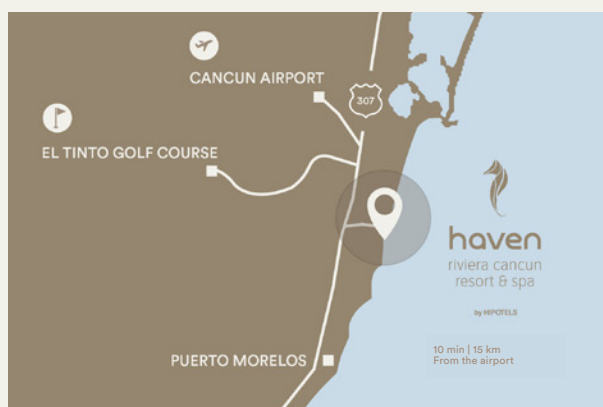 CANCUN AIRPORT
307
EL TINTO GOLF COURSE
haven
riviera cancun
resort & spa
by HIPOTELS
10 min | 15 km
From the airport
PUERTO MORELOS